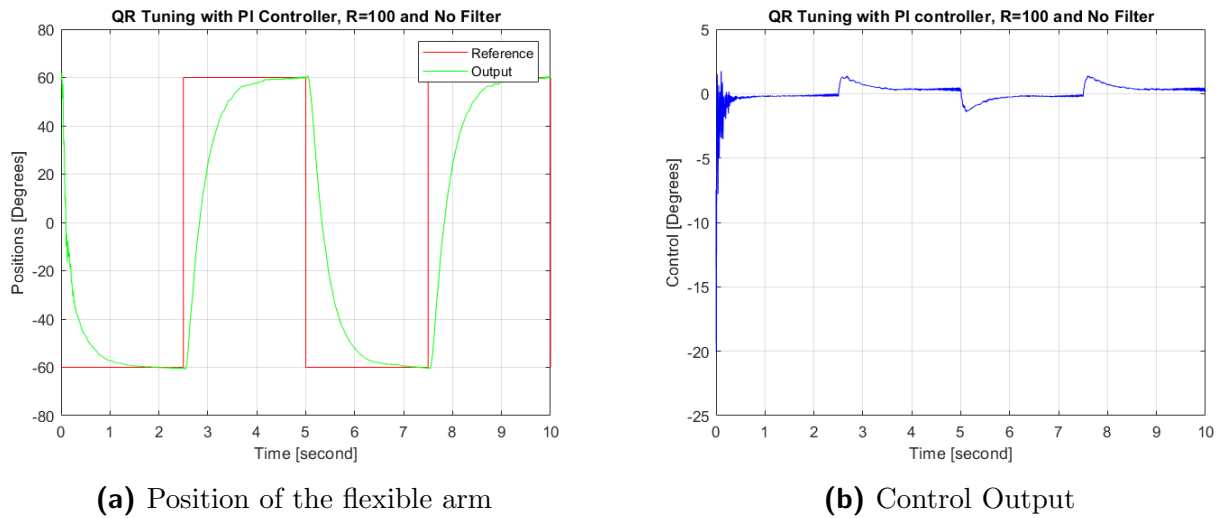 QR Tuning with PI Controller, R=100 and No Filter
80
60
40
20
0
-20
-40
-60
-80
Positions [Degrees]
Reference
Output
0 1 2 3 4 5 6 7 8 9 10
Time [second]
(a) Position of the flexible arm
QR Tuning with PI controller, R=100 and No Filter
5
0
-5
-10
-15
-20
-25
Control [Degrees]
0 1 2 3 4 5 6 7 8 9 10
Time [second]
(b) Control Output